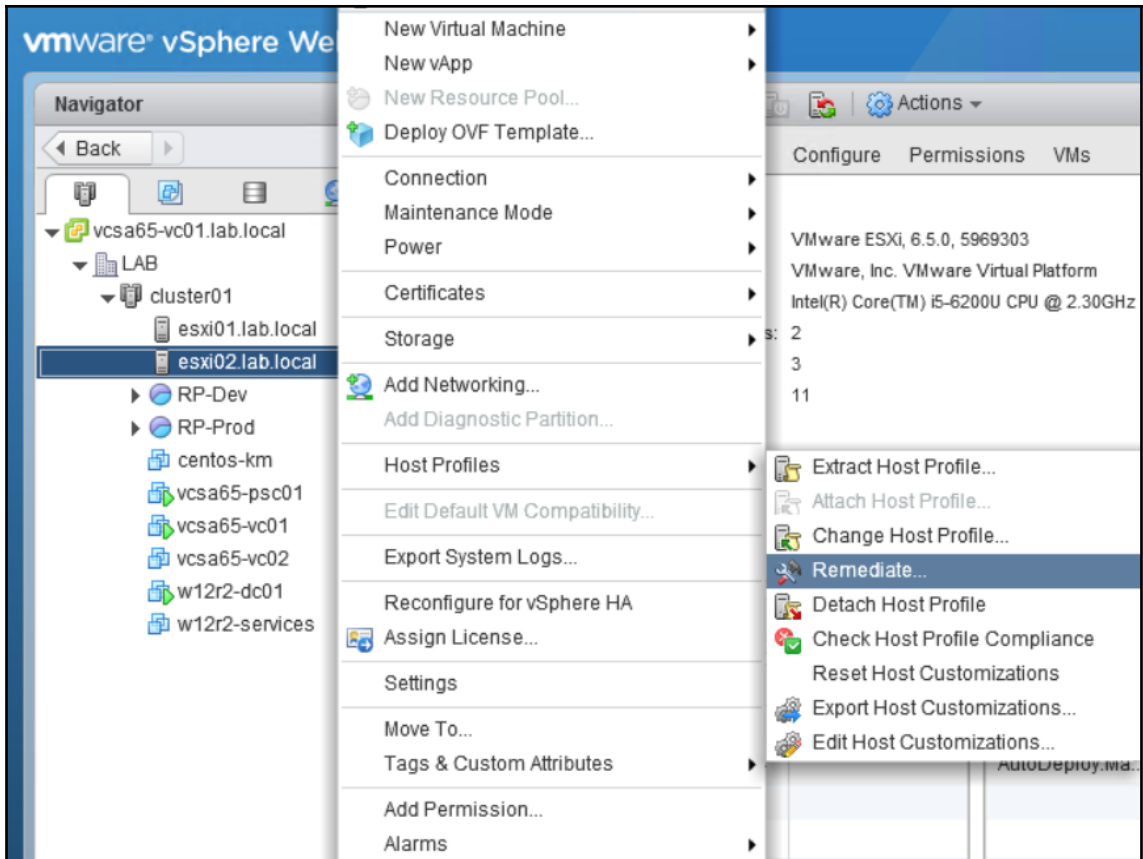 vmware® vSphere We
Navigator
Back
vcsa65-vc01.lab.local
LAB
cluster01
esxi01.lab.local
esxi02.lab.local
RP-Dev
RP-Prod
centos-km
vcsa65-psc01
vcsa65-vc01
vcsa65-vc02
w12r2-dc01
w12r2-services
New Virtual Machine
New vApp
New Resource Pool...
Deploy OVF Template...
Connection
Maintenance Mode
Power
Certificates
Storage
Add Networking...
Add Diagnostic Partition...
Host Profiles
Edit Default VM Compatibility...
Export System Logs...
Reconfigure for vSphere HA
Assign License...
Settings
Move To...
Tags & Custom Attributes
Add Permission...
Alarms
Actions
Configure Permissions VMs
VMware ESXi, 6.5.0, 5969303
VMware, Inc. VMware Virtual Platform
Intel(R) Core(TM) i5-6200U CPU @ 2.30GHz
s: 2
3
11
Extract Host Profile...
Attach Host Profile...
Change Host Profile...
Remediate...
Detach Host Profile
Check Host Profile Compliance
Reset Host Customizations
Export Host Customizations...
Edit Host Customizations...
AutoDeploy.Ma..